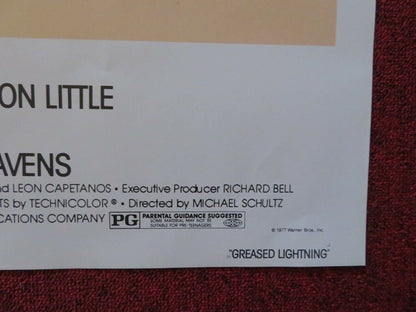 ON LITTLE
AVENS
nd LEON CAPETANOS • Executive Producer RICHARD BELL
TS by TECHNICOLOR® • Directed by MICHAEL SCHULTZ
CATIONS COMPANY PG PARENTAL GUIDANCE SUGGESTED
SOME MATERIAL MAY NOT BE
SUITABLE FOR PRE-TEENAGERS
© 1977 Warner Bros., Inc.
"GREASED LIGHTNING"